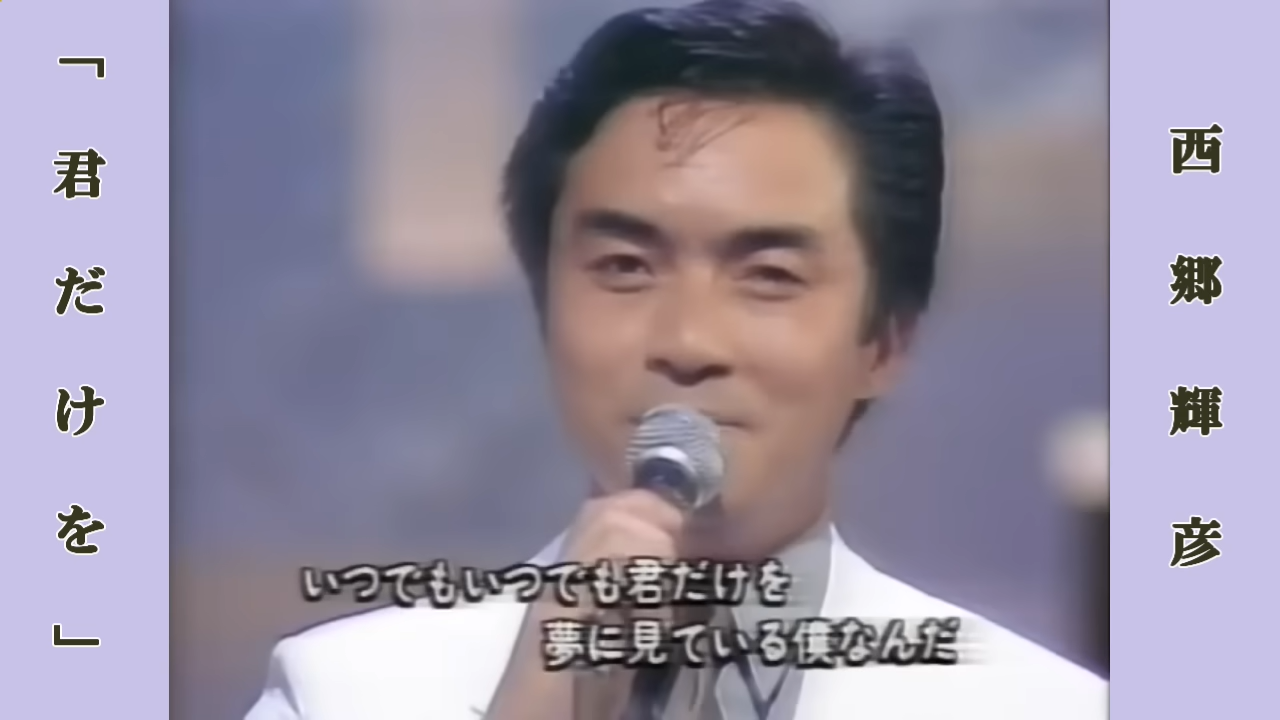 「君だけを」
西郷輝彦
いつでもいつでも君だけを
夢に見ている僕なんだ